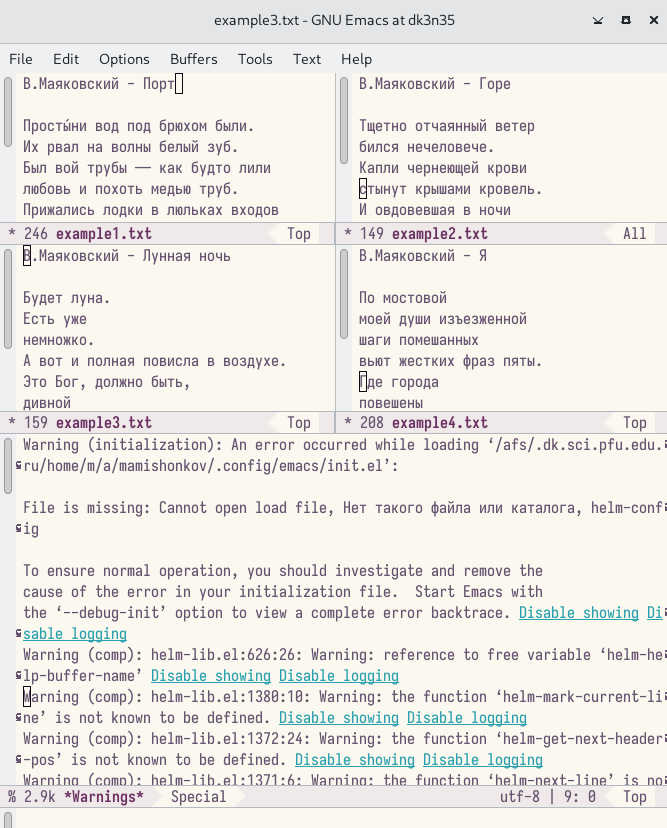 example3.txt - GNU Emacs at dk3n35
File Edit Options Buffers Tools Text Help
В.Маяковский - Порт
Просты́ни вод под брюхом были.
Их рвал на волны белый зуб.
Был вой трубы — как будто лили
любовь и похоть медью труб.
Прижались лодки в люльках входов
* 246 example1.txt Top
В.Маяковский - Горе
Тщетно отчаянный ветер
бился нечеловече.
Капли чернеющей крови
стынут крышами кровель.
И овдовевшая в ночи
* 149 example2.txt All
В.Маяковский - Лунная ночь
Будет луна.
Есть уже
немножко.
А вот и полная повисла в воздухе.
Это Бог, должно быть,
дивной
* 159 example3.txt Top
В.Маяковский - Я
По мостовой
моей души изъезженной
шаги помешанных
вьют жестких фраз пяты.
Где города
повешены
* 208 example4.txt Top
Warning (initialization): An error occurred while loading ‘/afs/.dk.sci.pfu.edu.
ru/home/m/a/mamishonkov/.config/emacs/init.el’:
File is missing: Cannot open load file, Нет такого файла или каталога, helm-conf
ig
To ensure normal operation, you should investigate and remove the
cause of the error in your initialization file.  Start Emacs with
the ‘--debug-init’ option to view a complete error backtrace. Disable showing Di
sable logging
Warning (comp): helm-lib.el:626:26: Warning: reference to free variable ‘helm-he
lp-buffer-name’ Disable showing Disable logging
Warning (comp): helm-lib.el:1380:10: Warning: the function ‘helm-mark-current-li
ne’ is not known to be defined. Disable showing Disable logging
Warning (comp): helm-lib.el:1372:24: Warning: the function ‘helm-get-next-header
-pos’ is not known to be defined. Disable showing Disable logging
Warning (comp): helm-lib.el:1371:6: Warning: the function ‘helm-next-line’ is no
% 2.9k *Warnings* Special utf-8 | 9: 0 Top